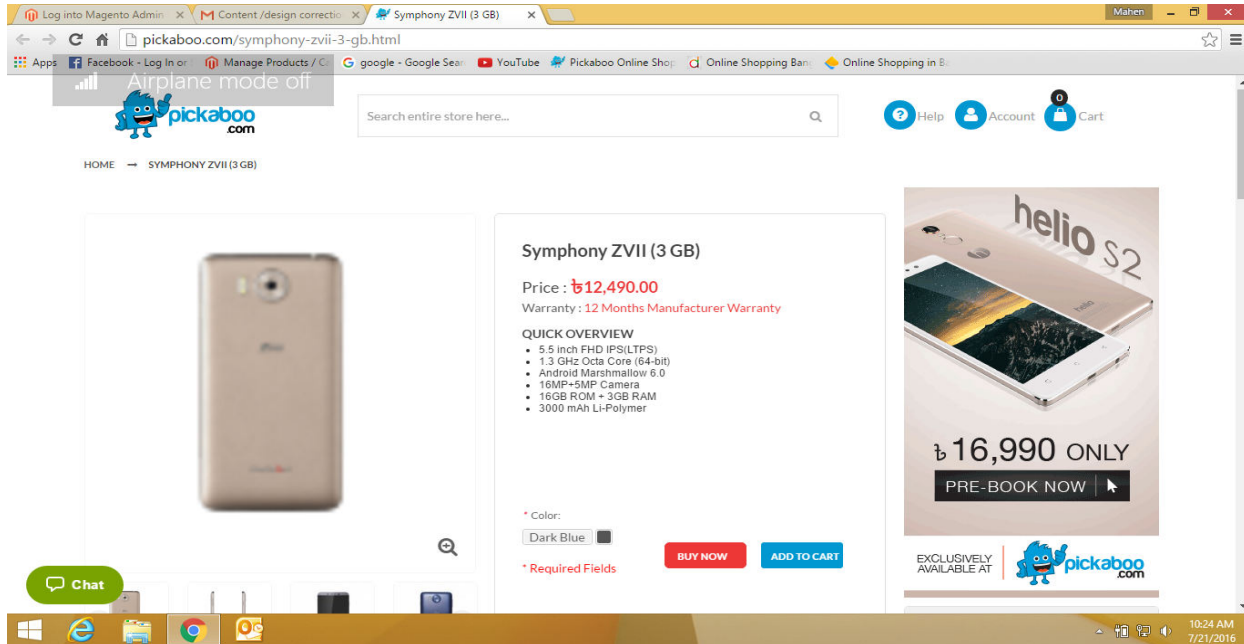 Log into Magento Admin
Content /design correctio
Symphony ZVII (3 GB)
Mahen
pickaboo.com/symphony-zvii-3-gb.html
Apps
Facebook - Log In or
Manage Products / Ca
google - Google Sear
YouTube
Pickaboo Online Shop
Online Shopping Bang
Online Shopping in Ba
Airplane mode off
pickaboo
.com
Search entire store here...
Help
Account
0
Cart
HOME → SYMPHONY ZVII (3 GB)
Symphony ZVII (3 GB)
Price : ৳12,490.00
Warranty : 12 Months Manufacturer Warranty
QUICK OVERVIEW
5.5 inch FHD IPS(LTPS)
1.3 GHz Octa Core (64-bit)
Android Marshmallow 6.0
16MP+5MP Camera
16GB ROM + 3GB RAM
3000 mAh Li-Polymer
* Color:
Dark Blue
* Required Fields
BUY NOW
ADD TO CART
helio S2
helio
৳16,990 ONLY
PRE-BOOK NOW
EXCLUSIVELY
AVAILABLE AT
pickaboo
.com
Chat
10:24 AM
7/21/2016